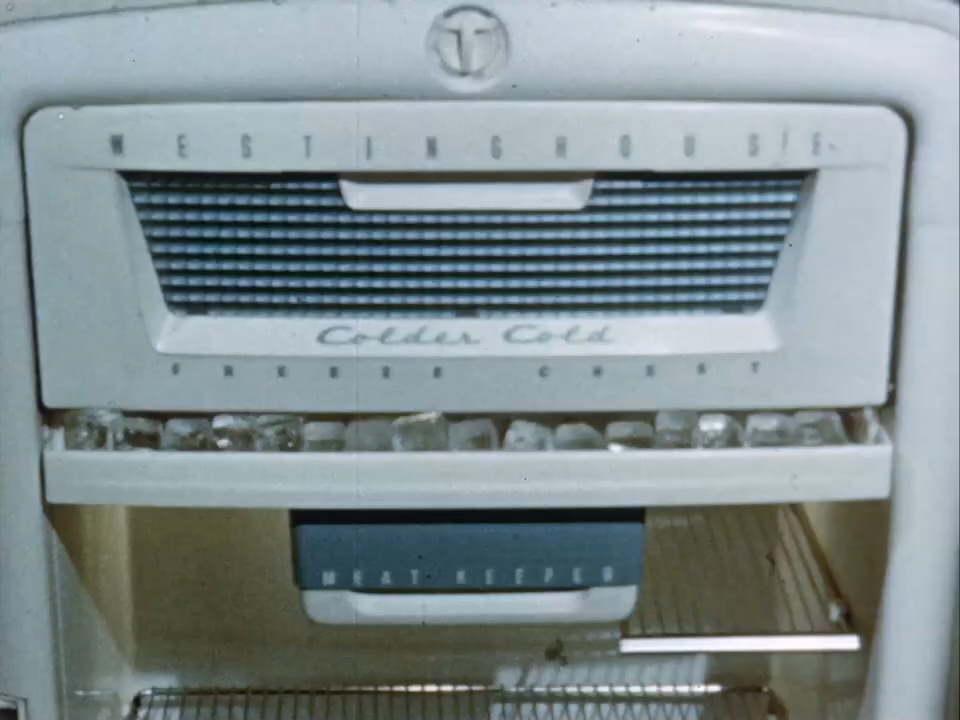 T
WESTINGHOUSE
Colder Cold
FREEZE CHEST
MEAT KEEPER